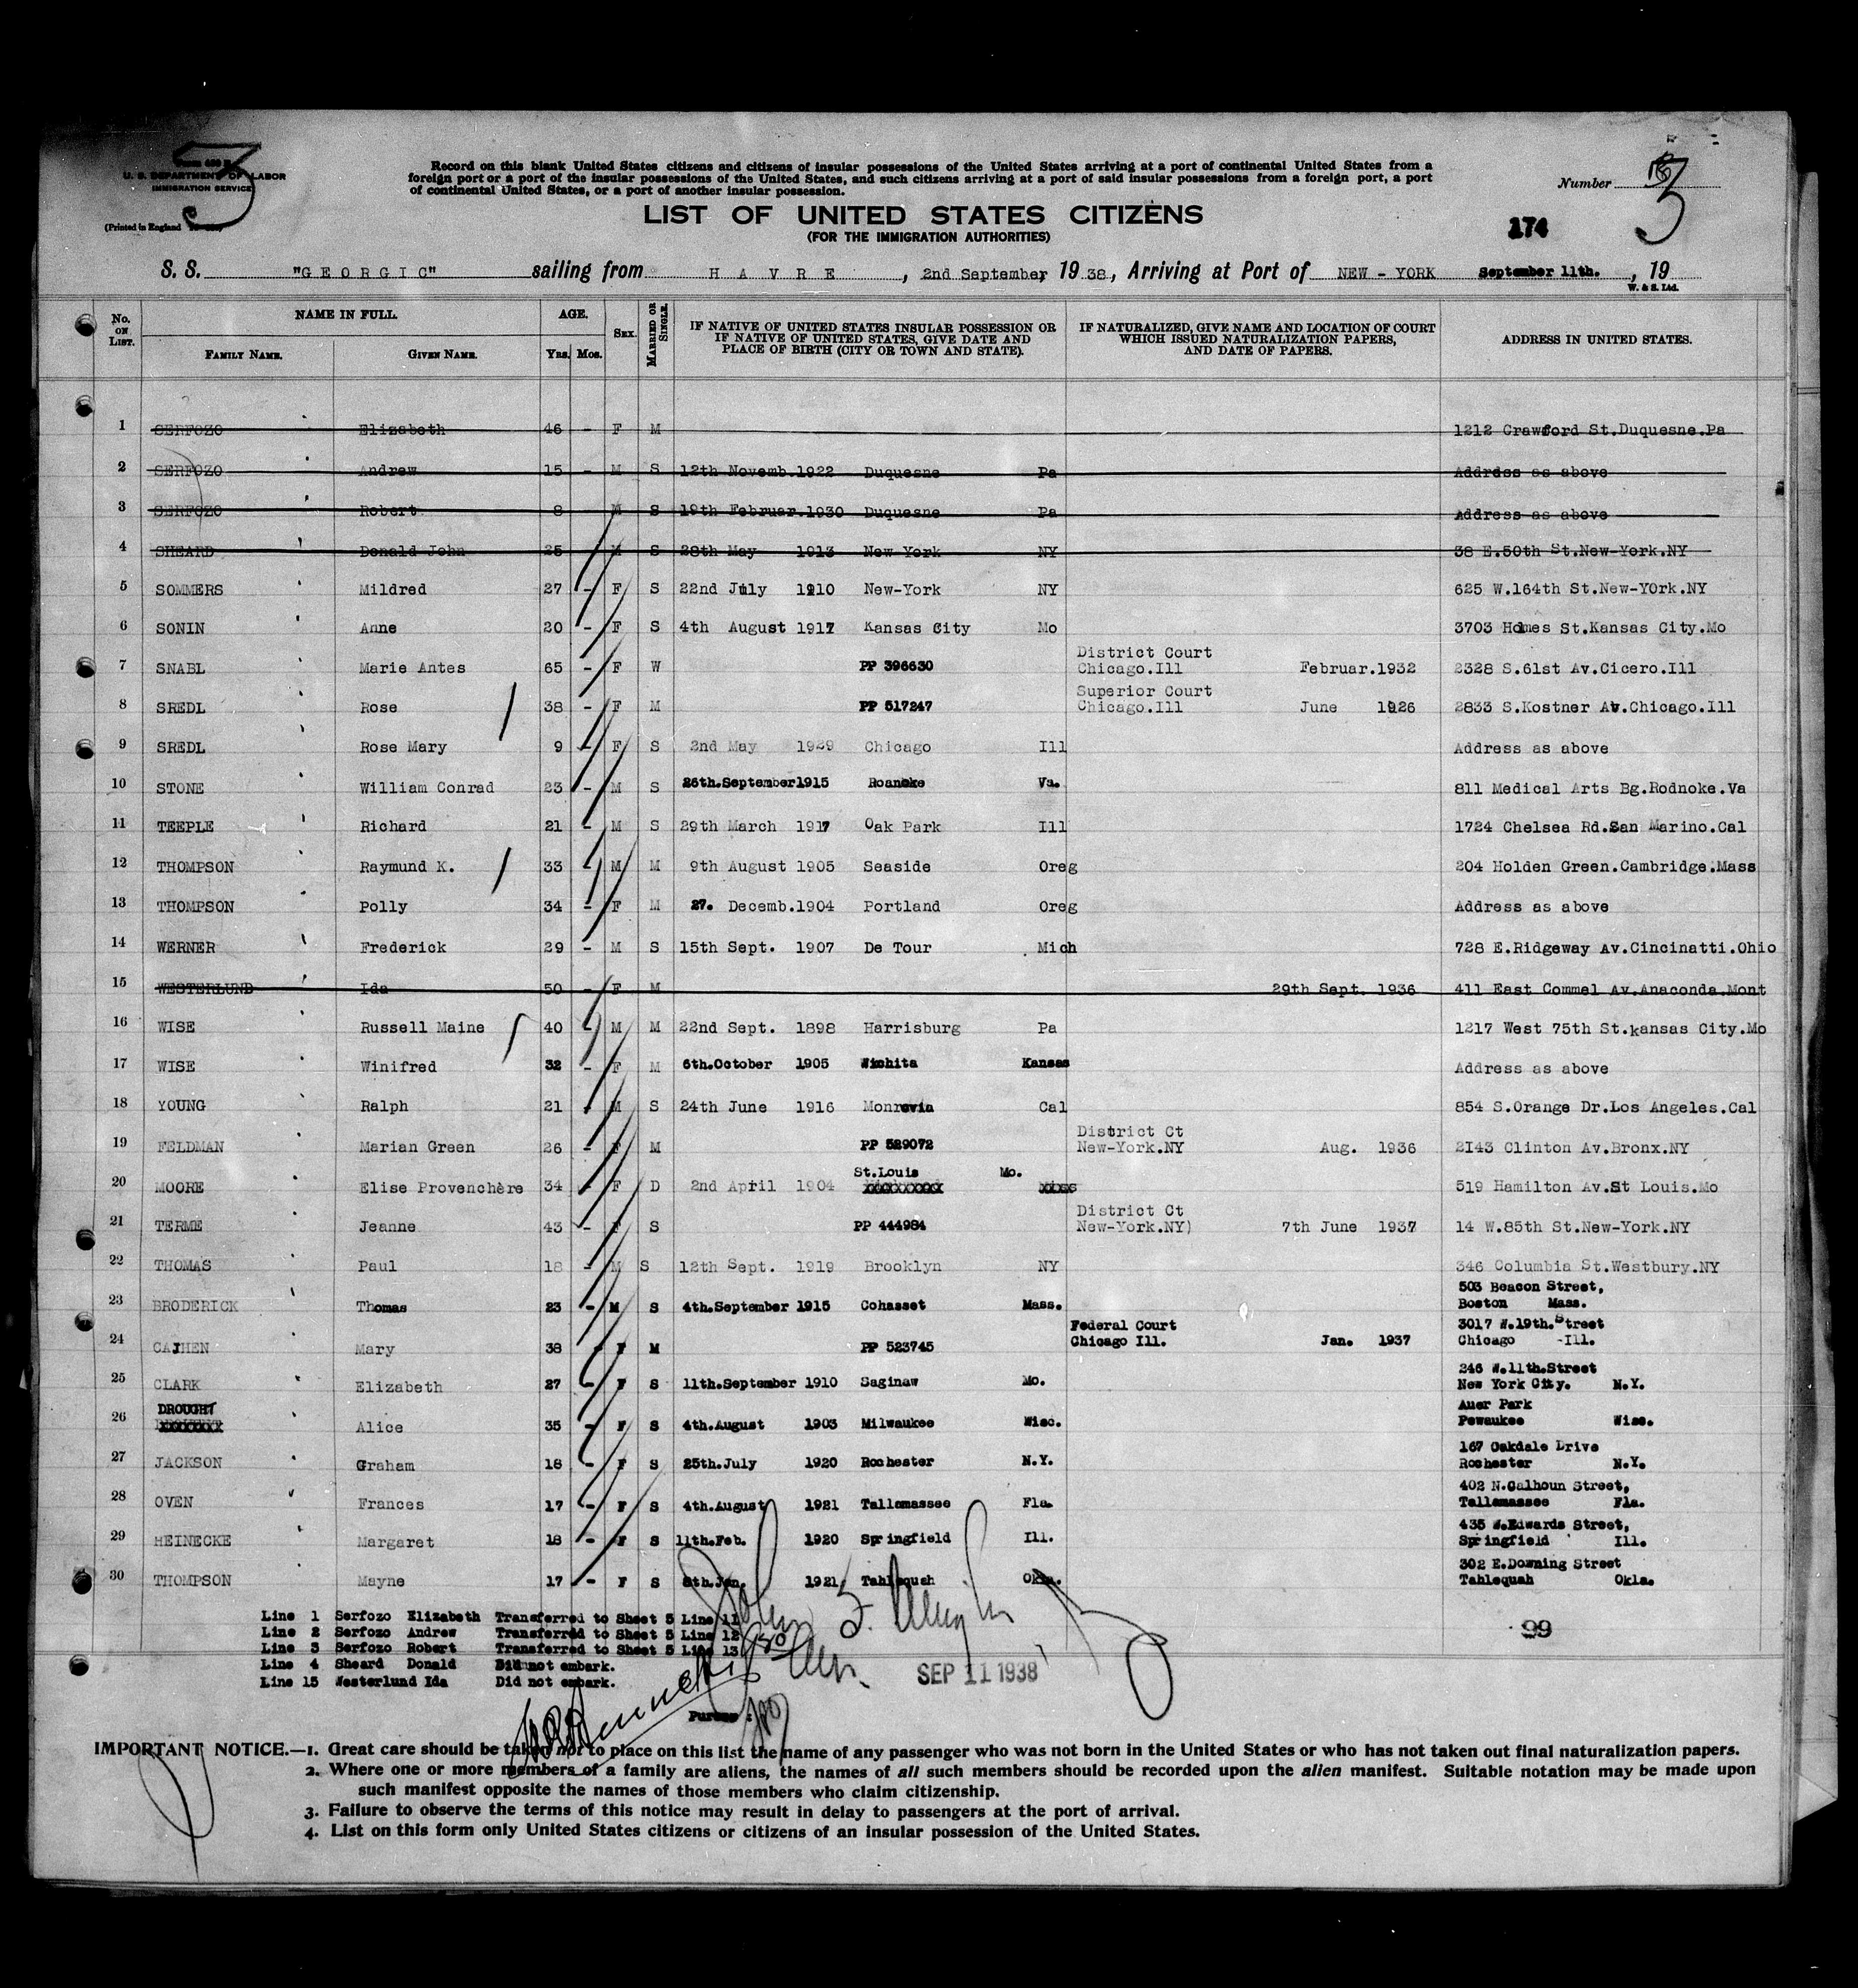 3
Form 630 B
U. S. DEPARTMENT OF LABOR
IMMIGRATION SERVICE
(Printed in England
Record on this blank United States citizens and citizens of insular possessions of the United States arriving at a port of continental United States from a
foreign port or a port of the insular possessions of the United States, and such citizens arriving at a port of said insular possessions from a foreign port, a port
of continental United States, or a port of another insular possession.
Number 3
LIST OF UNITED STATES CITIZENS
(FOR THE IMMIGRATION AUTHORITIES)
174
S. S. "GEORGIC" sailing from HAVRE, 2nd September, 1938, Arriving at Port of NEW - YORK September 11th., 19
W. & S. Ltd.
No. ON LIST. NAME IN FULL. AGE. SEX. MARRIED OR SINGLE. IF NATIVE OF UNITED STATES INSULAR POSSESSION OR IF NATIVE OF UNITED STATES, GIVE DATE AND PLACE OF BIRTH (CITY OR TOWN AND STATE). IF NATURALIZED, GIVE NAME AND LOCATION OF COURT WHICH ISSUED NATURALIZATION PAPERS, AND DATE OF PAPERS. ADDRESS IN UNITED STATES.
FAMILY NAME. GIVEN NAME. Yrs. Mos.
1 SERFOZO Elizabeth 46 - F M 1212 Crawford St.Duquesne.Pa
2 SERFOZO Andrew 15 - M S 12th Novemb.1922 Duquesne Pa Address as above
3 SERFOZO Robert 8 M S 19th Februar.1930 Duquesne Pa Address as above
4 SHEARD Donald John 25 M S 28th May 1913 New York NY 38 E.50th St.New-York.NY
5 SOMMERS Mildred 27 - F S 22nd July 1910 New-York NY 625 W.164th St.New-YOrk.NY
6 SONIN Anne 20 - F S 4th August 1917 Kansas City Mo 3703 Homes St.Kansas City.Mo
7 SNABL Marie Antes 65 - F W PP 396630 District Court Chicago.Ill Februar.1932 2328 S.61st Av.Cicero.Ill
8 SREDL Rose 38 - F M PP 517247 Superior Court Chicago.Ill June 1926 2833 S.Kostner Av.Chicago.Ill
9 SREDL Rose Mary 9 - F S 2nd May 1929 Chicago Ill Address as above
10 STONE William Conrad 23 - M S 26th.September1915 Roanoke Va. 811 Medical Arts Bg.Rodnoke.Va
11 TEEPLE Richard 21 - M S 29th March 1917 Oak Park Ill 1724 Chelsea Rd.San Marino.Cal
12 THOMPSON Raymund K. 33 - M M 9th August 1905 Seaside Oreg 204 Holden Green.Cambridge.Mass
13 THOMPSON Polly 34 - F M 27. Decemb.1904 Portland Oreg Address as above
14 WERNER Frederick 29 - M S 15th Sept. 1907 De Tour Mich 728 E.Ridgeway Av.Cincinatti.Ohio
15 WESTERLUND Ida 50 - F M 29th Sept. 1936 411 East Commel Av.Anaconda.Mont
16 WISE Russell Maine 40 - M M 22nd Sept. 1898 Harrisburg Pa 1217 West 75th St.kansas City.Mo
17 WISE Winifred 32 - F M 6th.October 1905 Wichita Kansas Address as above
18 YOUNG Ralph 21 - M S 24th June 1916 Monrovia Cal 854 S.Orange Dr.Los Angeles.Cal
19 FELDMAN Marian Green 26 - F M PP 529072 District Ct New-York.NY Aug. 1936 2143 Clinton Av.Bronx.NY
20 MOORE Elise Provenchère 34 - F D 2nd April 1904 St.Louis Mo. 519 Hamilton Av.St Louis.Mo
21 TERME Jeanne 43 - F S PP 444984 District Ct New-York.NY) 7th June 1937 14 W.85th St.New-York.NY
22 THOMAS Paul 18 - M S 12th Sept. 1919 Brooklyn NY 346 Columbia St.Westbury.NY
23 BRODERICK Thomas 23 - M S 4th.September 1915 Cohasset Mass. 503 Beacon Street, Boston Mass.
24 Mary 38 - F M PP 523745 Federal Court Chicago Ill. Jan. 1937 3017 W.19th.Street Chicago -Ill.
25 CLARK Elizabeth 27 - F S 11th.September 1910 Saginaw Mo. 246 W.11th.Street New York City. N.Y.
26 DROUGHT Alice 35 - F S 4th.August 1903 Milwaukee Wisc. Auer Park Pewaukee Wisc.
27 JACKSON Graham 18 - F S 25th.July 1920 Rochester N.Y. 167 Oakdale Drive Rochester N.Y.
28 OVEN Frances 17 - F S 4th.August 1921 Tallamassee Fla. 402 N.Calhoun Street, Tallamassee Fla.
29 HEINECKE Margaret 18 - F S 11th.Feb. 1920 Springfield Ill. 435 W.Edwards Street, Springfield Ill.
30 THOMPSON Mayne 17 - F S 8th.Jan. 1921 Tahlequah Okla. 302 E.Downing Street Tahlequah Okla.
Line 1 Serfozo Elizabeth Transferred to Sheet 5 Line 11
Line 2 Serfozo Andrew Transferred to Sheet 5 Line 12
Line 3 Serfozo Robert Transferred to Sheet 5 Line 13
Line 4 Sheard Donald Did not embark.
Line 15 Westerlund Ida Did not embark.
99
SEP 11 1938
Purser
IMPORTANT NOTICE.—1. Great care should be taken not to place on this list the name of any passenger who was not born in the United States or who has not taken out final naturalization papers.
2. Where one or more members of a family are aliens, the names of all such members should be recorded upon the alien manifest. Suitable notation may be made upon
such manifest opposite the names of those members who claim citizenship.
3. Failure to observe the terms of this notice may result in delay to passengers at the port of arrival.
4. List on this form only United States citizens or citizens of an insular possession of the United States.